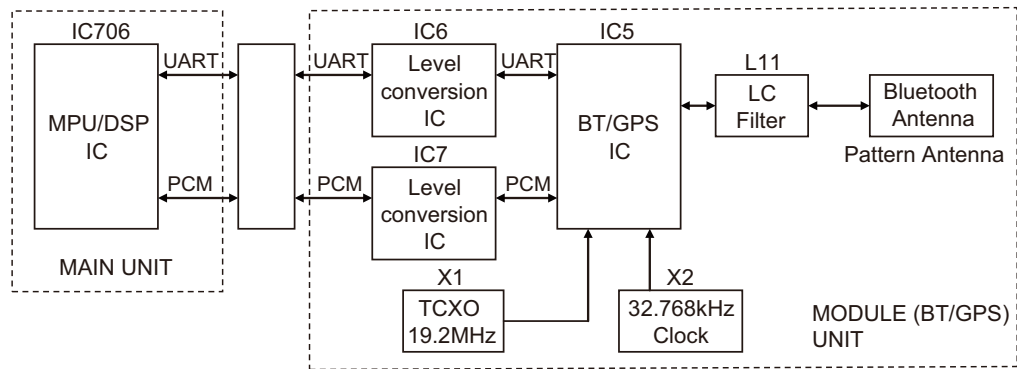 IC706
MPU/DSP
IC
MAIN UNIT
UART
PCM
UART
PCM
IC6
Level
conversion
IC
IC7
Level
conversion
IC
UART
PCM
IC5
BT/GPS
IC
L11
LC
Filter
Bluetooth
Antenna
Pattern Antenna
X1
TCXO
19.2MHz
X2
32.768kHz
Clock
MODULE (BT/GPS)
UNIT